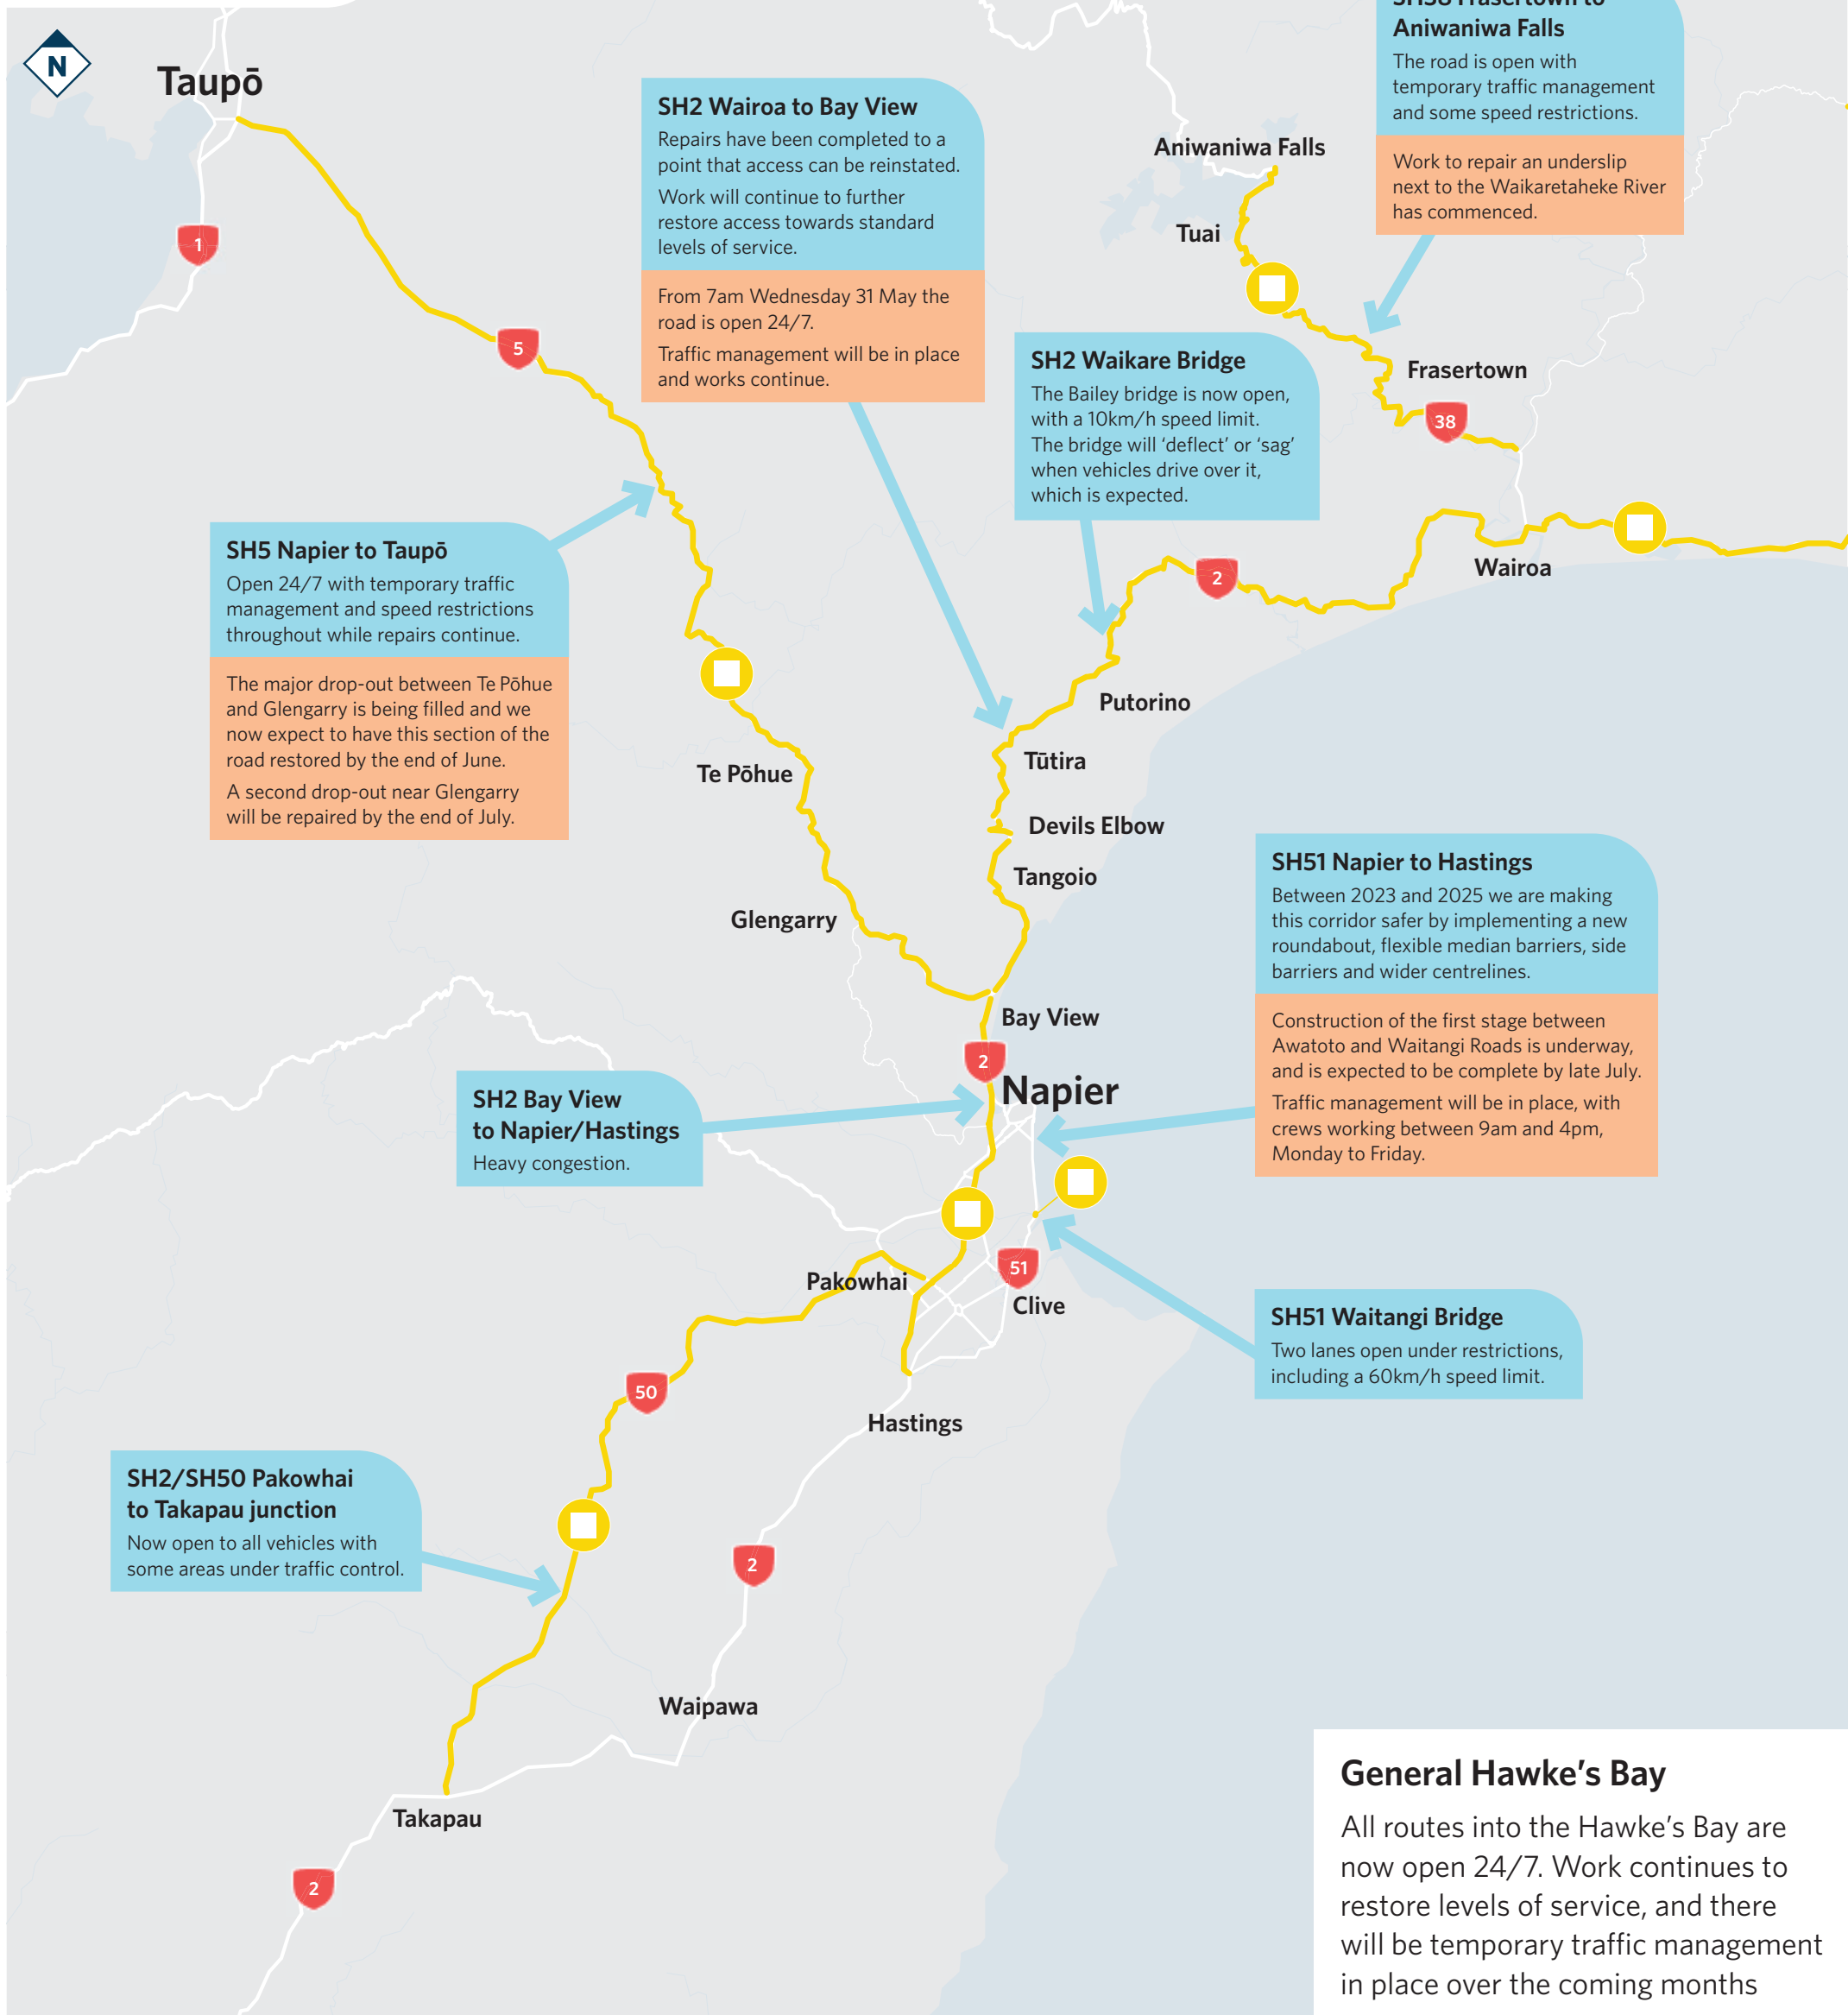 SH38 Frasertown to
Aniwaniwa Falls
The road is open with
temporary traffic management
and some speed restrictions.
Work to repair an underslip
next to the Waikaretaheke River
has commenced.
N
Taupō
1
5
SH2 Wairoa to Bay View
Repairs have been completed to a
point that access can be reinstated.
Work will continue to further
restore access towards standard
levels of service.
From 7am Wednesday 31 May the
road is open 24/7.
Traffic management will be in place
and works continue.
Aniwaniwa Falls
Tuai
Frasertown
38
SH2 Waikare Bridge
The Bailey bridge is now open,
with a 10km/h speed limit.
The bridge will ‘deflect’ or ‘sag’
when vehicles drive over it,
which is expected.
Wairoa
2
SH5 Napier to Taupō
Open 24/7 with temporary traffic
management and speed restrictions
throughout while repairs continue.
The major drop-out between Te Pōhue
and Glengarry is being filled and we
now expect to have this section of the
road restored by the end of June.
A second drop-out near Glengarry
will be repaired by the end of July.
Putorino
Tūtira
Te Pōhue
Devils Elbow
Tangoio
Glengarry
SH51 Napier to Hastings
Between 2023 and 2025 we are making
this corridor safer by implementing a new
roundabout, flexible median barriers, side
barriers and wider centrelines.
Construction of the first stage between
Awatoto and Waitangi Roads is underway,
and is expected to be complete by late July.
Traffic management will be in place, with
crews working between 9am and 4pm,
Monday to Friday.
Bay View
2
Napier
SH2 Bay View
to Napier/Hastings
Heavy congestion.
Pakowhai
51
Clive
SH51 Waitangi Bridge
Two lanes open under restrictions,
including a 60km/h speed limit.
50
Hastings
SH2/SH50 Pakowhai
to Takapau junction
Now open to all vehicles with
some areas under traffic control.
2
Waipawa
Takapau
2
General Hawke’s Bay
All routes into the Hawke’s Bay are
now open 24/7. Work continues to
restore levels of service, and there
will be temporary traffic management
in place over the coming months